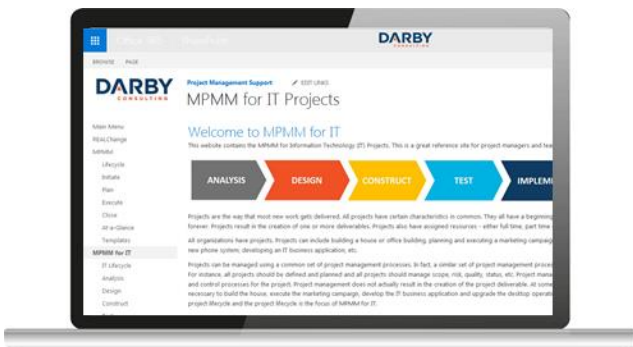 Office 365
DARBY
CONSULTING
BROWSE PAGE
DARBY
CONSULTING
Project Management Support EDIT LINKS
MPMM for IT Projects
Main Menu
REALChange
MPMM
Lifecycle
Initiate
Plan
Execute
Close
At-a-Glance
Templates
MPMM for IT
IT Lifecycle
Analysis
Design
Construct
Welcome to MPMM for IT
This website contains the MPMM for Information Technology (IT) Projects. This is a great reference site for project managers and tea
ANALYSIS DESIGN CONSTRUCT TEST IMPLEM
Projects are the way that most new work gets delivered. All projects have certain characteristics in common. They all have a beginning
forever. Projects result in the creation of one or more deliverables. Projects also have assigned resources - either full time, part time
All organizations have projects. Projects can include building a house or office building, planning and executing a marketing campaig
new phone system, developing an IT business application, etc.
Projects can be managed using a common set of project management processes. In fact, a similar set of project management proces
For instance, all projects should be defined and planned and all projects should manage scope, risk, quality, status, etc. Project mana
and control processes for the project. Project management does not actually result in the creation of the project deliverable. At some
necessary to build the house, execute the marketing campaign, develop the IT business application and upgrade the desktop operati
project lifecycle and the project lifecycle is the focus of MPMM for IT.